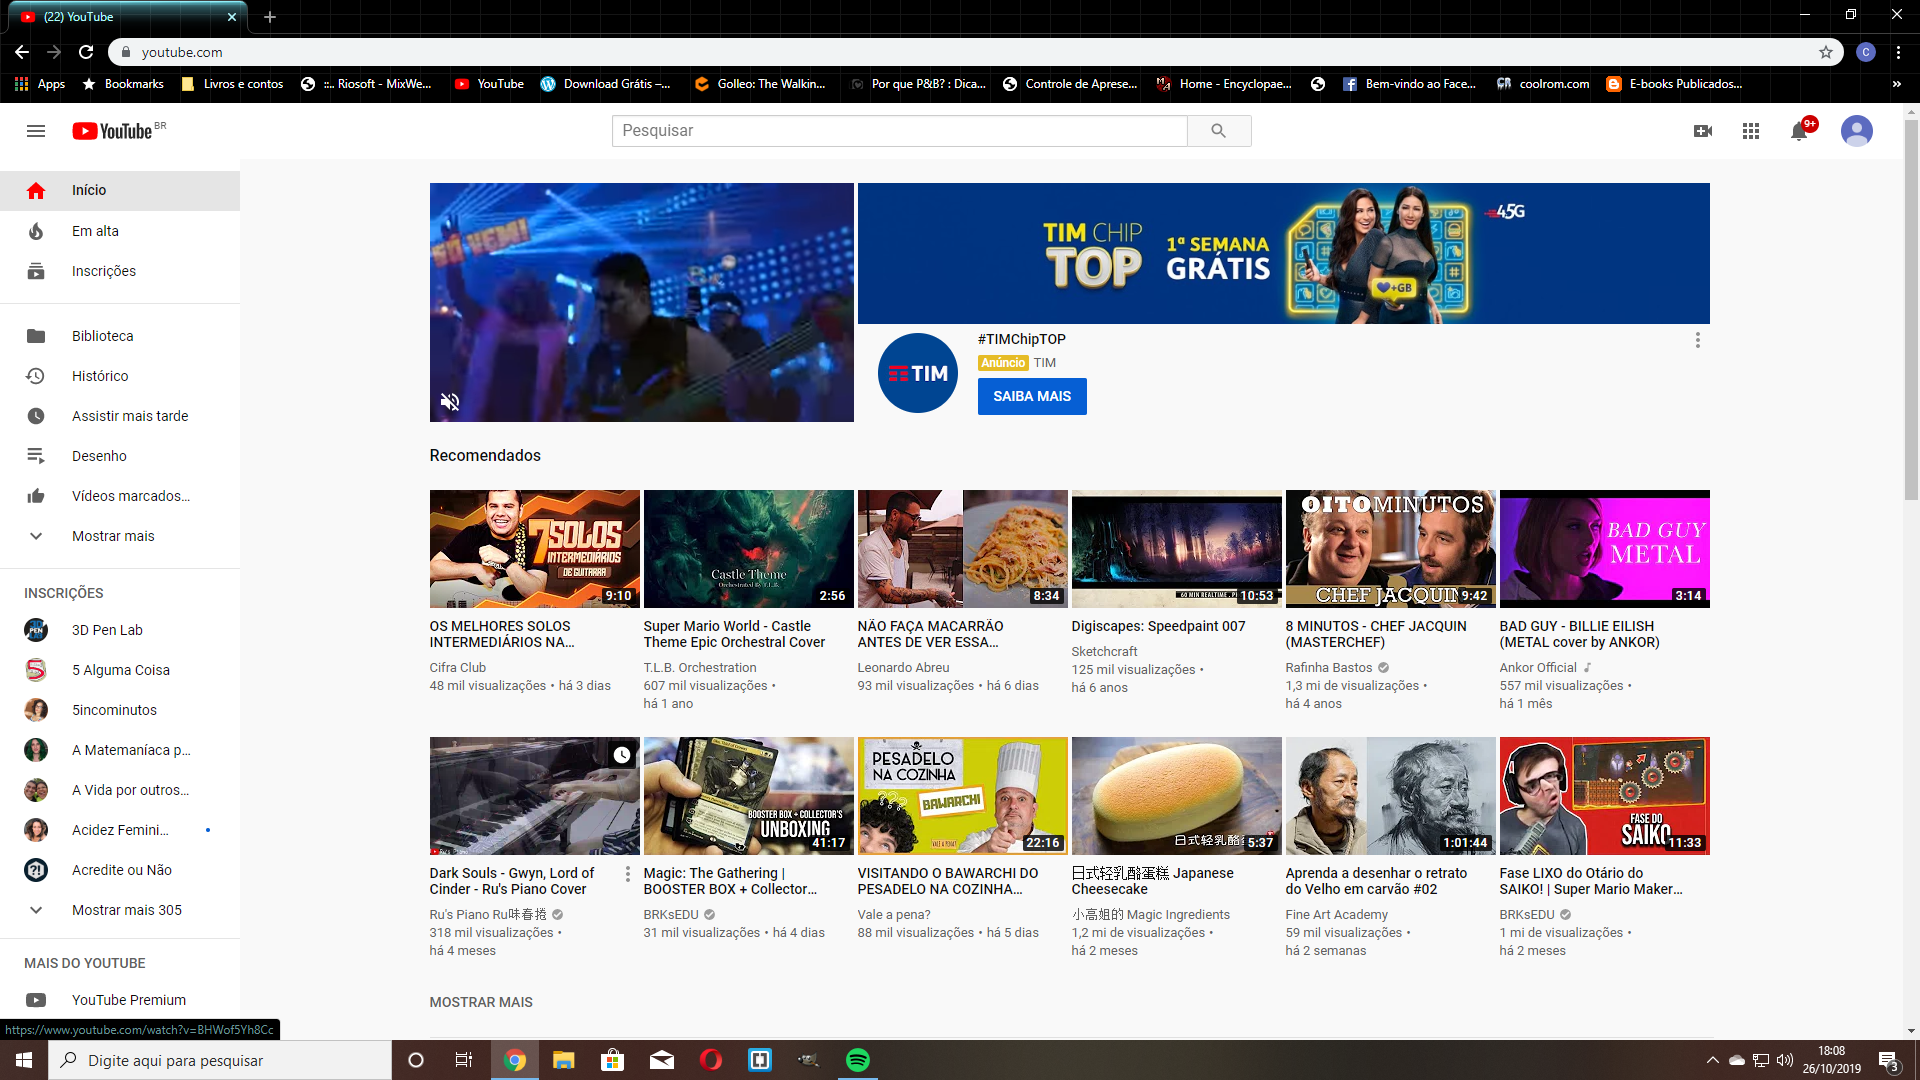 (22) YouTube
youtube.com
Apps
Bookmarks
Livros e contos
::.. Riosoft - MixWe...
YouTube
Download Grátis –...
Golleo: The Walkin...
Por que P&B? : Dica...
Controle de Aprese...
Home - Encyclopae...
Bem-vindo ao Face...
coolrom.com
E-books Publicados...
»
YouTube BR
Pesquisar
9+
Início
Em alta
Inscrições
Biblioteca
Histórico
Assistir mais tarde
Desenho
Vídeos marcados...
Mostrar mais
INSCRIÇÕES
3D Pen Lab
5 Alguma Coisa
5incominutos
A Matemaníaca p...
A Vida por outros...
Acidez Femini...
Acredite ou Não
Mostrar mais 305
MAIS DO YOUTUBE
YouTube Premium
https://www.youtube.com/watch?v=BHWof5Yh8Cc
SÓ VEM!
TIM CHIP
TOP
1ª SEMANA
GRÁTIS
4.5G
+GB
TIM
#TIMChipTOP
Anúncio TIM
SAIBA MAIS
Recomendados
7 SOLOS
INTERMEDIÁRIOS
DE GUITARRA
9:10
OS MELHORES SOLOS
INTERMEDIÁRIOS NA...
Cifra Club
48 mil visualizações • há 3 dias
Castle Theme
Orchestrated By T.L.B.
2:56
Super Mario World - Castle
Theme Epic Orchestral Cover
T.L.B. Orchestration
607 mil visualizações •
há 1 ano
8:34
NÃO FAÇA MACARRÃO
ANTES DE VER ESSA...
Leonardo Abreu
93 mil visualizações • há 6 dias
60 MIN REALTIME
10:53
Digiscapes: Speedpaint 007
Sketchcraft
125 mil visualizações •
há 6 anos
OITO MINUTOS
CHEF JACQUIN
9:42
8 MINUTOS - CHEF JACQUIN
(MASTERCHEF)
Rafinha Bastos
1,3 mi de visualizações •
há 4 anos
BAD GUY
METAL
3:14
BAD GUY - BILLIE EILISH
(METAL cover by ANKOR)
Ankor Official
557 mil visualizações •
há 1 mês
Dark Souls - Gwyn, Lord of
Cinder - Ru's Piano Cover
Ru's Piano Ru味春捲
318 mil visualizações •
há 4 meses
BOOSTER BOX + COLLECTOR'S
UNBOXING
41:17
Magic: The Gathering |
BOOSTER BOX + Collector...
BRKsEDU
31 mil visualizações • há 4 dias
PESADELO
NA COZINHA
???
BAWARCHI
VALE A PENA?
22:16
VISITANDO O BAWARCHI DO
PESADELO NA COZINHA...
Vale a pena?
88 mil visualizações • há 5 dias
日式轻乳酪
5:37
日式轻乳酪蛋糕 Japanese
Cheesecake
小高姐的 Magic Ingredients
1,2 mi de visualizações •
há 2 meses
1:01:44
Aprenda a desenhar o retrato
do Velho em carvão #02
Fine Art Academy
59 mil visualizações •
há 2 semanas
FASE DO
SAIKO
11:33
Fase LIXO do Otário do
SAIKO! | Super Mario Maker...
BRKsEDU
1 mi de visualizações •
há 2 meses
MOSTRAR MAIS
Digite aqui para pesquisar
18:08
26/10/2019
3